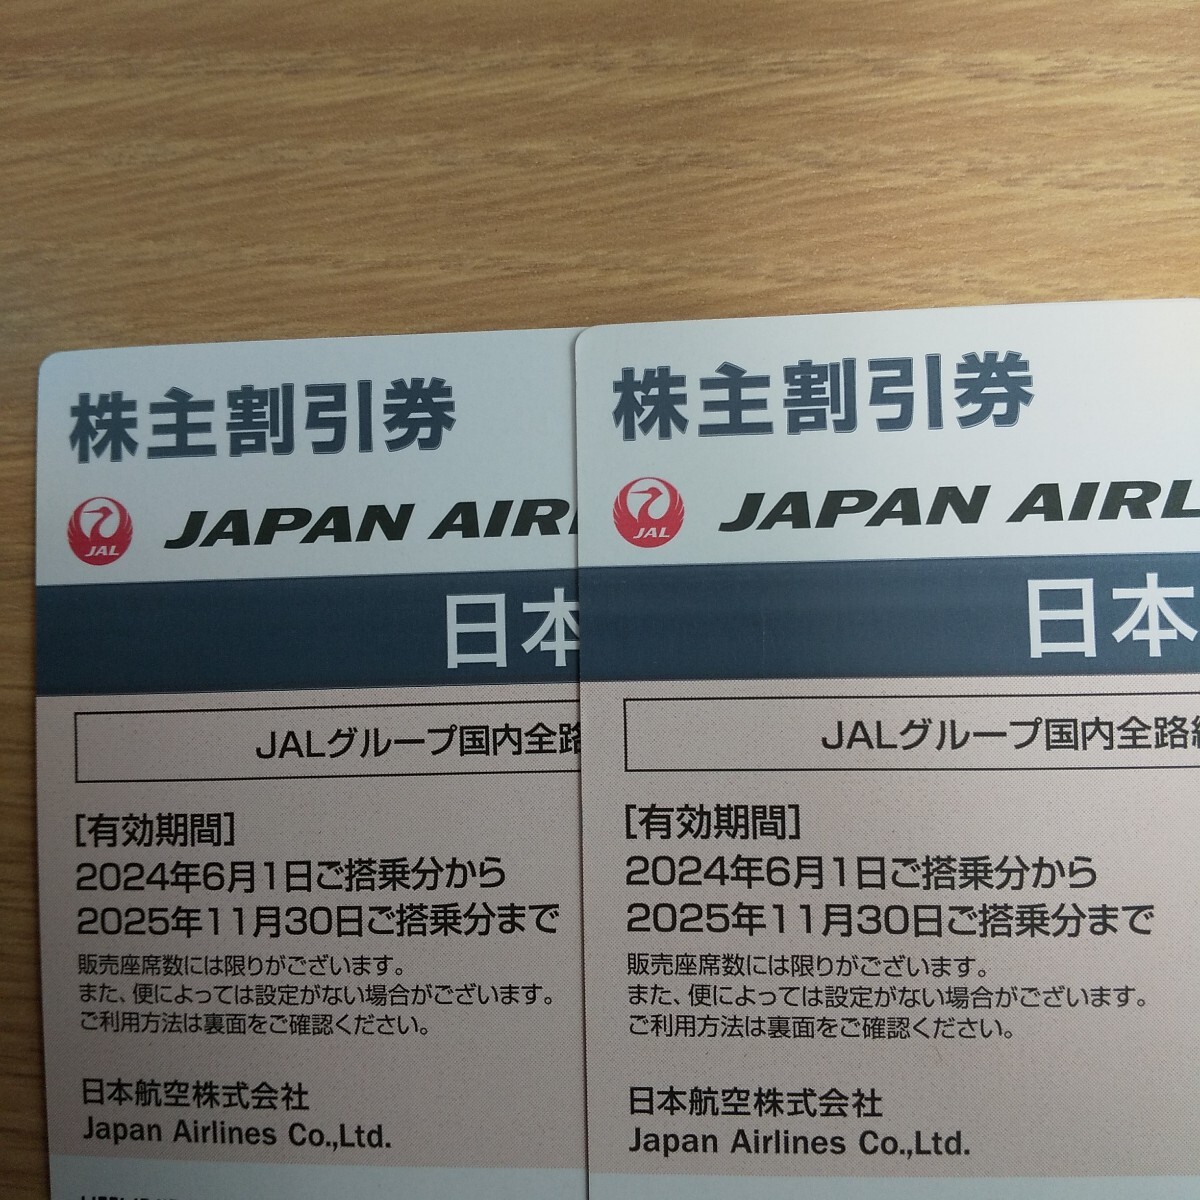 株主割引券
JAL JAPAN AIR
日本
JALグループ国内全路
[有効期間]
2024年6月1日ご搭乗分から
2025年11月30日ご搭乗分まで
販売座席数には限りがございます。
また、便によっては設定がない場合がございます。
ご利用方法は裏面をご確認ください。
日本航空株式会社
Japan Airlines Co.,Ltd.
株主割引券
JAL JAPAN AIRL
日本
JALグループ国内全路線
[有効期間]
2024年6月1日ご搭乗分から
2025年11月30日ご搭乗分まで
販売座席数には限りがございます。
また、便によっては設定がない場合がございます。
ご利用方法は裏面をご確認ください。
日本航空株式会社
Japan Airlines Co.,Ltd.